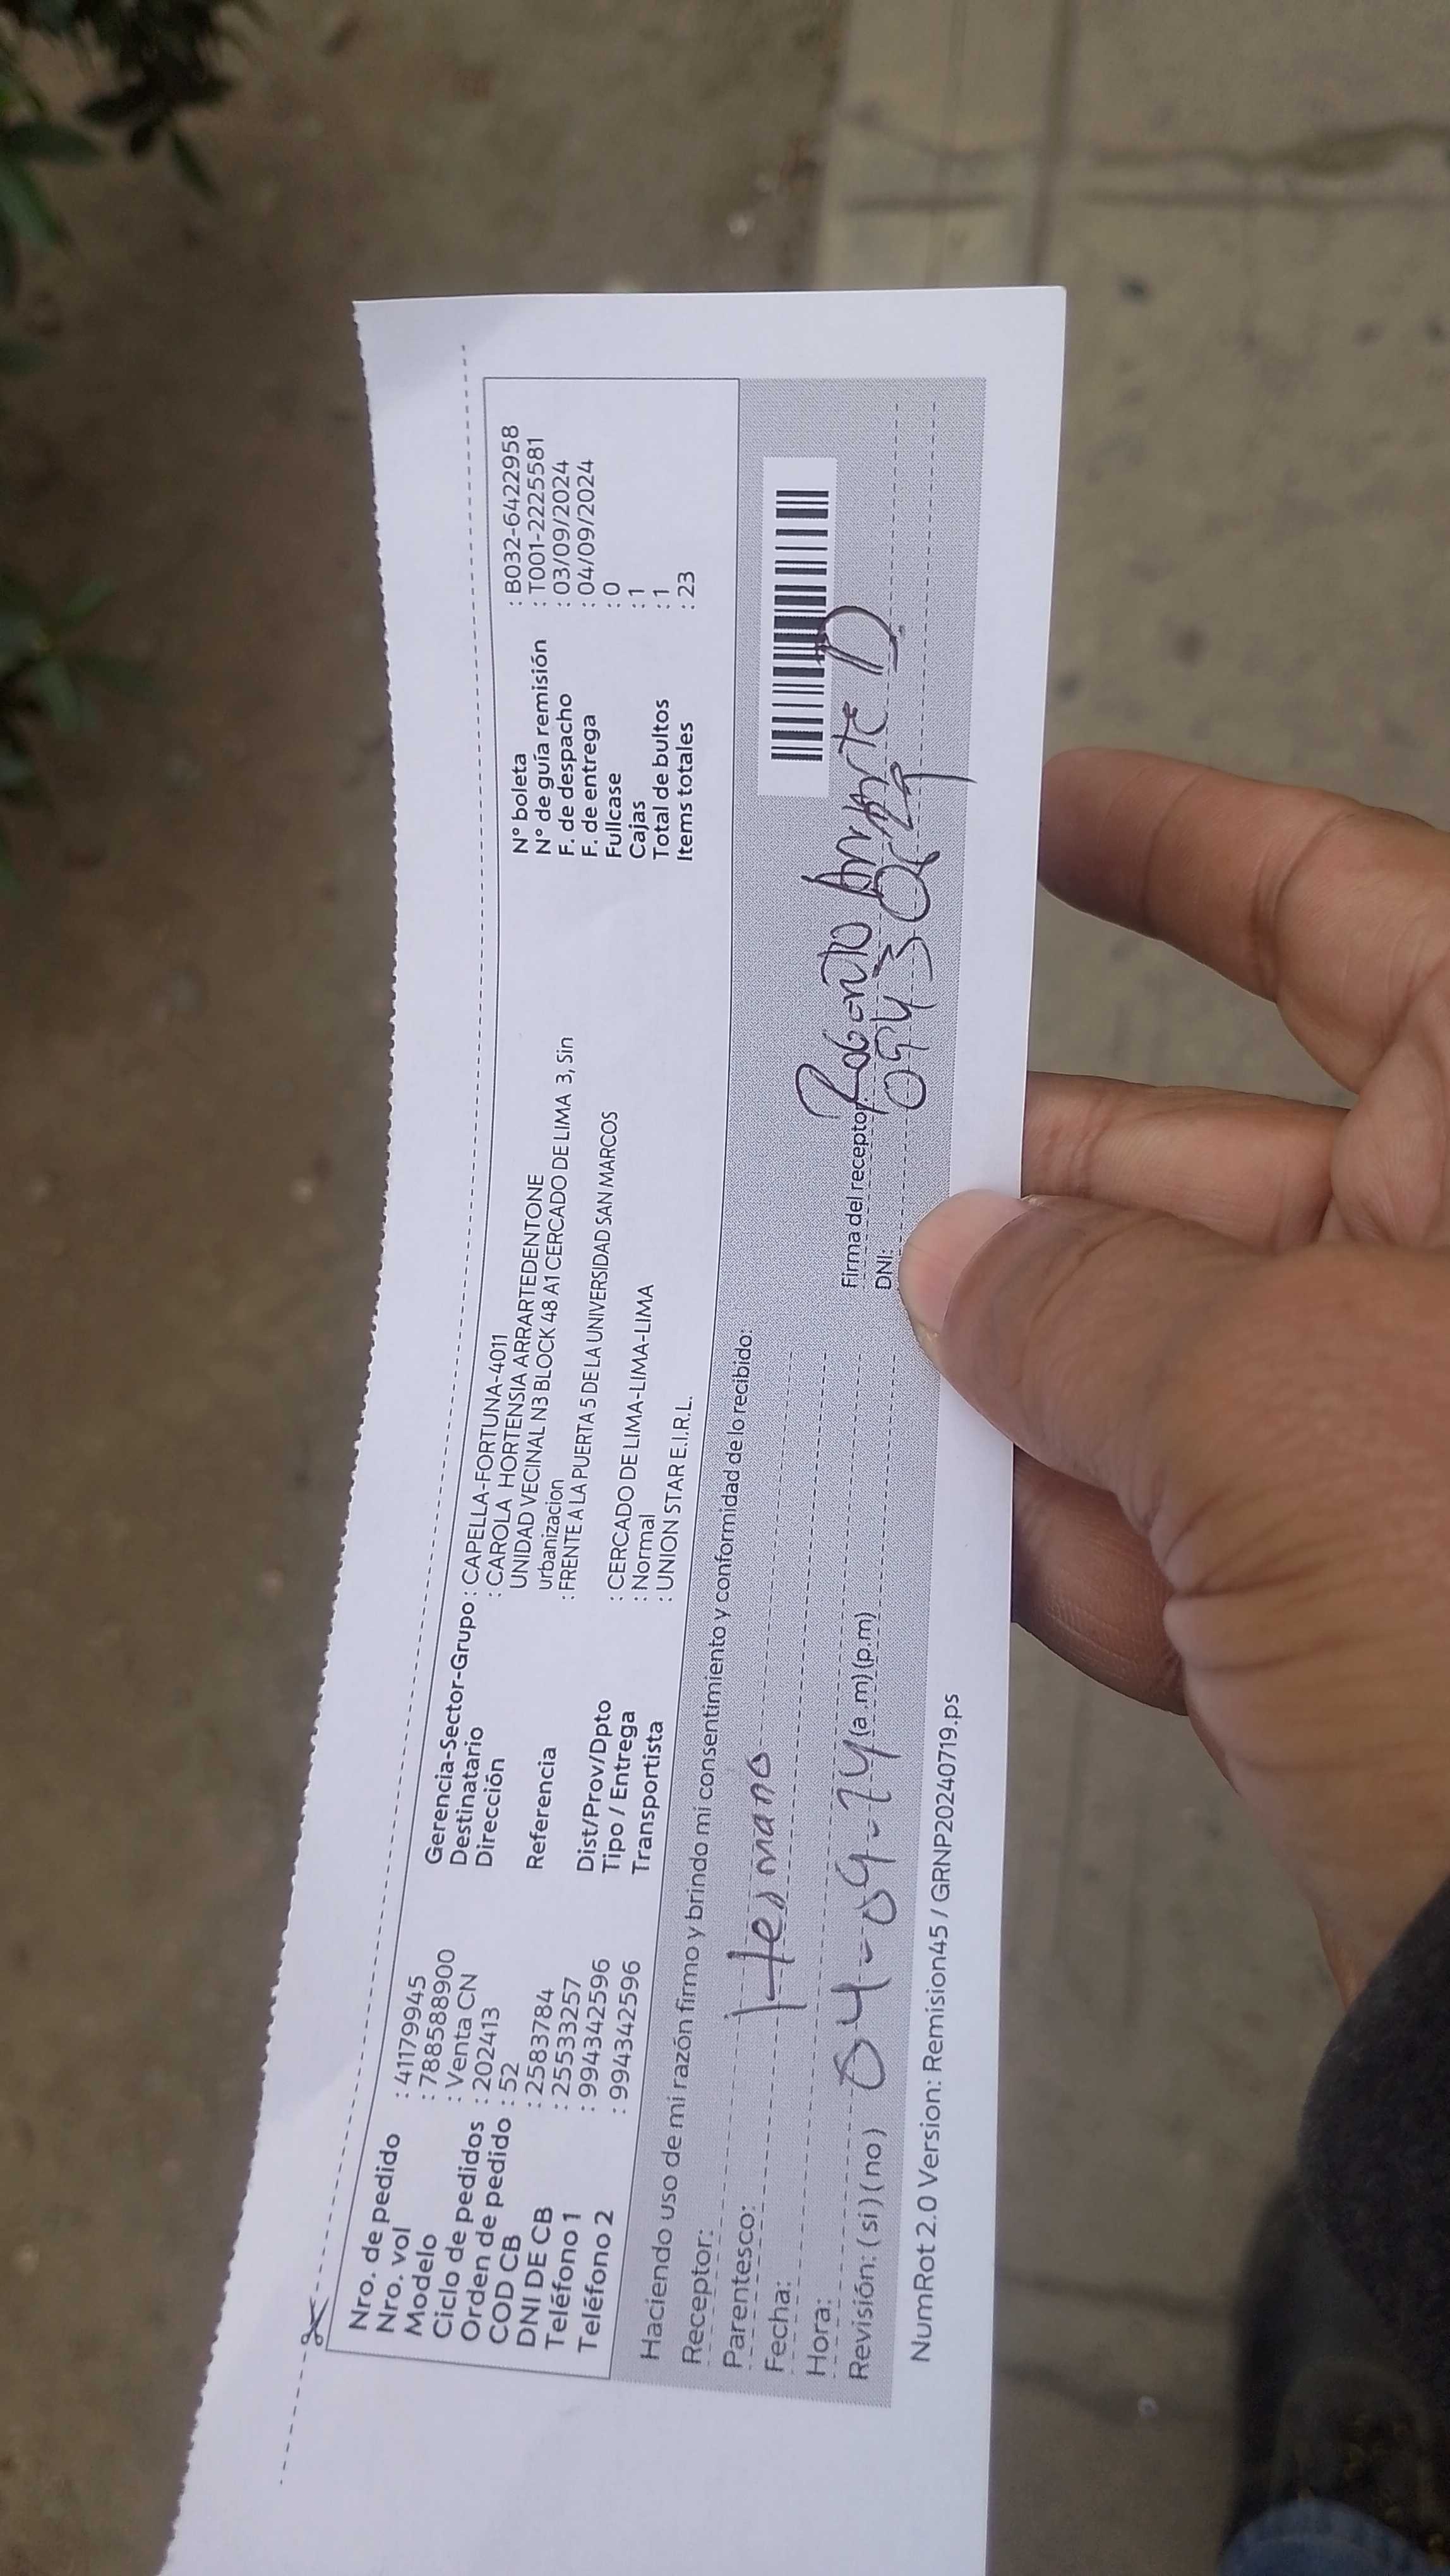 Nro. de pedido : 41179945
Nro. vol : 788588900
Modelo : Venta CN
Ciclo de pedidos : 202413
Orden de pedido : 52
COD CB : 2583784
DNI DE CB : 25533257
Teléfono 1 : 994342596
Teléfono 2 : 994342596
Gerencia-Sector-Grupo : CAPELLA-FORTUNA-4011
Destinatario : CAROLA HORTENSIA ARRARTEDENTONE
Dirección UNIDAD VECINAL N3 BLOCK 48 A1 CERCADO DE LIMA 3, Sin
urbanizacion
Referencia : FRENTE A LA PUERTA 5 DE LA UNIVERSIDAD SAN MARCOS
Dist/Prov/Dpto : CERCADO DE LIMA-LIMA-LIMA
Tipo / Entrega : Normal
Transportista : UNION STAR E.I.R.L.
N° boleta : B032-6422958
N° de guía remisión : T001-2225581
F. de despacho : 03/09/2024
F. de entrega : 04/09/2024
Fullcase : 0
Cajas : 1
Total de bultos : 1
Items totales : 23
Haciendo uso de mi razón firmo y brindo mi consentimiento y conformidad de lo recibido:
Receptor:
Parentesco: Hermano
Fecha:
Hora: 04-09-24 (a.m) (p.m)
Revisión: (si) (no)
Firma del receptor: Roberto
DNI:
NumRot 2.0 Version: Remision45 / GRNP20240719.ps